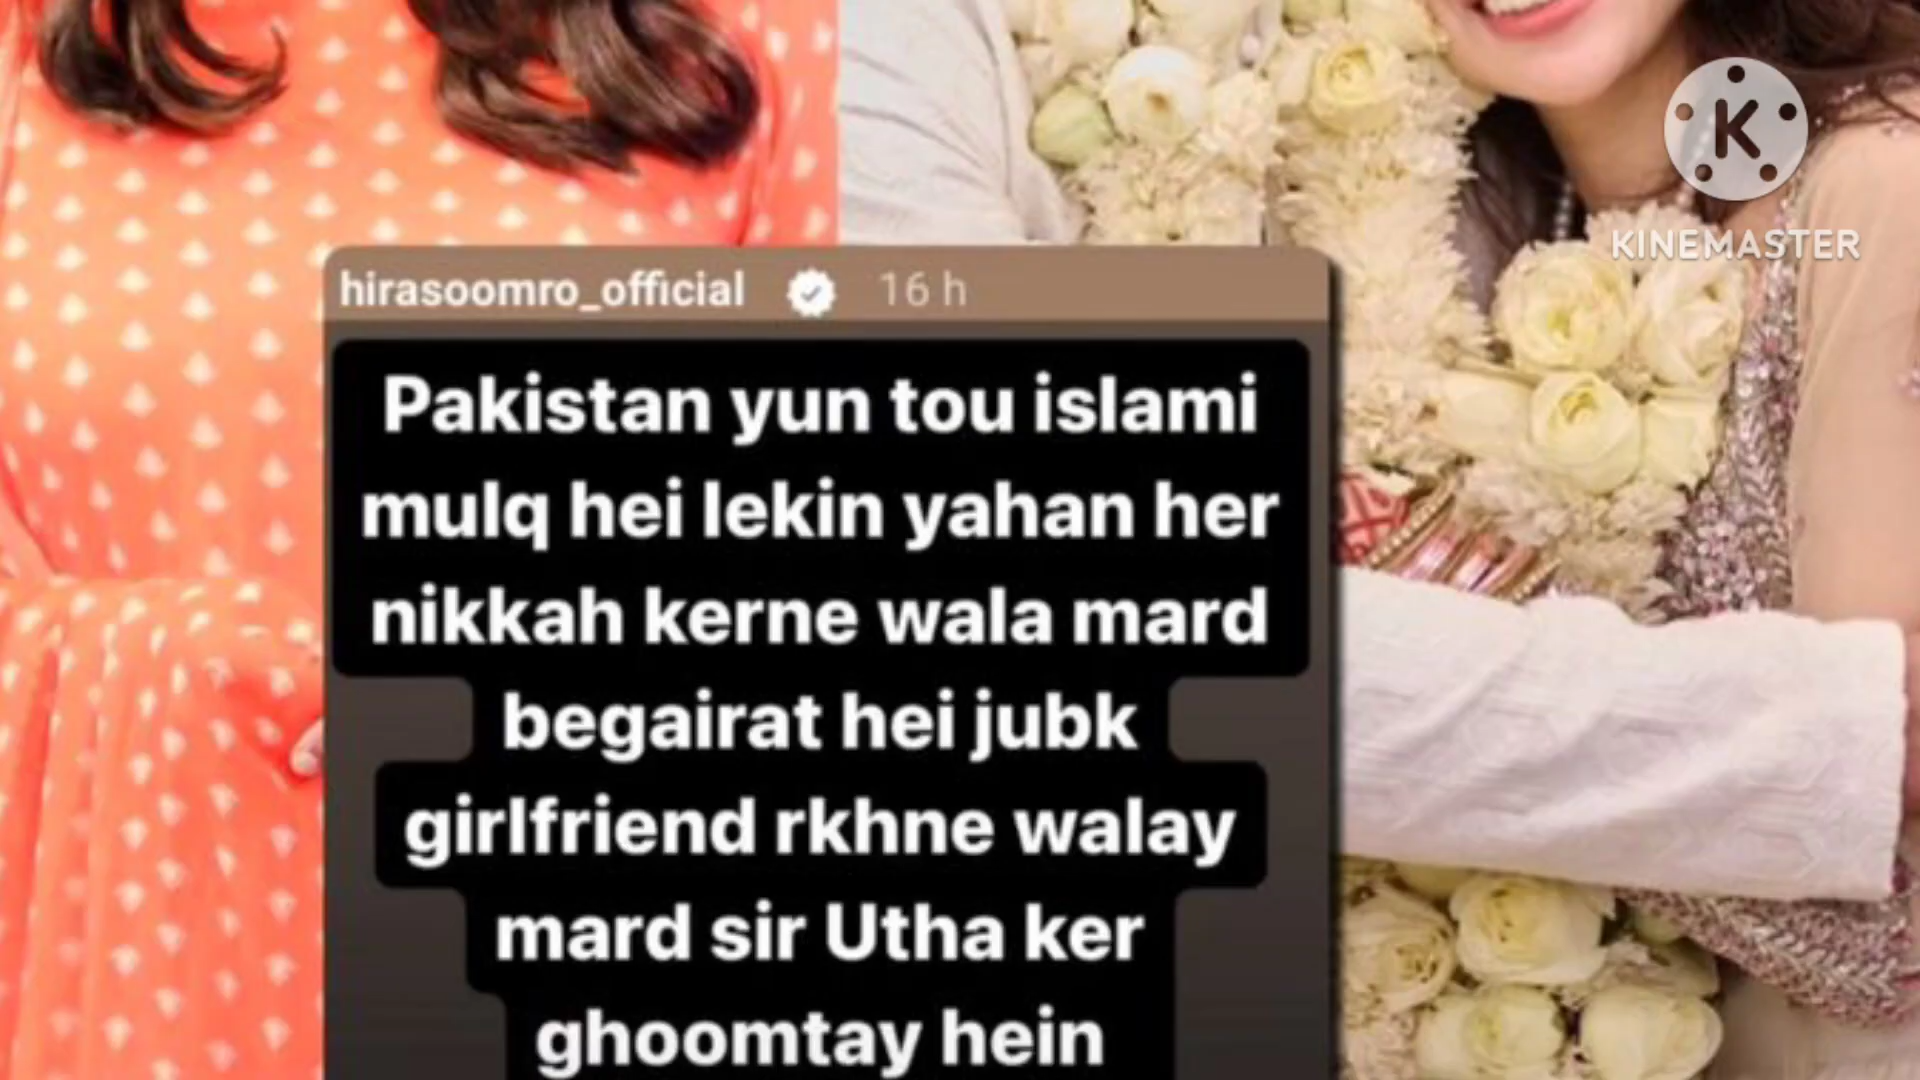 KINEMASTER
hirasoomro_official 16 h
Pakistan yun tou islami
mulq hei lekin yahan her
nikkah kerne wala mard
begairat hei jubk
girlfriend rkhne walay
mard sir Utha ker
ghoomtay hein